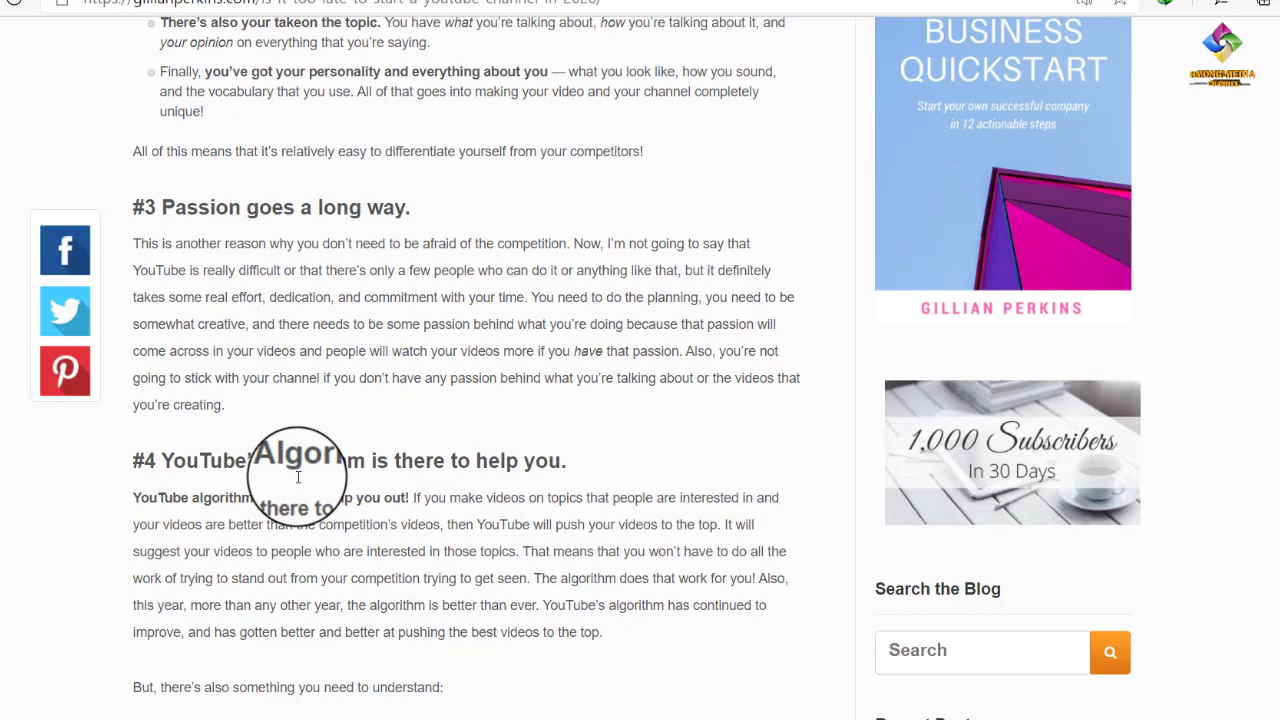 https://gillianperkins.com/is-it-too-late-to-start-a-youtube-channel-in-2020/
There's also your takeon the topic. You have what you're talking about, how you're talking about it, and
your opinion on everything that you're saying.
Finally, you've got your personality and everything about you — what you look like, how you sound,
and the vocabulary that you use. All of that goes into making your video and your channel completely
unique!
All of this means that it's relatively easy to differentiate yourself from your competitors!
#3 Passion goes a long way.
This is another reason why you don't need to be afraid of the competition. Now, I'm not going to say that
YouTube is really difficult or that there's only a few people who can do it or anything like that, but it definitely
takes some real effort, dedication, and commitment with your time. You need to do the planning, you need to be
somewhat creative, and there needs to be some passion behind what you're doing because that passion will
come across in your videos and people will watch your videos more if you have that passion. Also, you're not
going to stick with your channel if you don't have any passion behind what you're talking about or the videos that
you're creating.
#4 YouTube' Algor m is there to help you.
YouTube algorithm there to p you out! If you make videos on topics that people are interested in and
your videos are better than the competition's videos, then YouTube will push your videos to the top. It will
suggest your videos to people who are interested in those topics. That means that you won't have to do all the
work of trying to stand out from your competition trying to get seen. The algorithm does that work for you! Also,
this year, more than any other year, the algorithm is better than ever. YouTube's algorithm has continued to
improve, and has gotten better and better at pushing the best videos to the top.
But, there's also something you need to understand:
BUSINESS
QUICKSTART
Start your own successful company
in 12 actionable steps
GILLIAN PERKINS
1,000 Subscribers
In 30 Days
Search the Blog
Search
HMONG MEDIA
CHANNEL